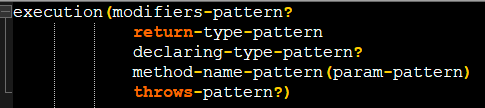 execution(modifiers-pattern?
return-type-pattern
declaring-type-pattern?
method-name-pattern(param-pattern)
throws-pattern?)